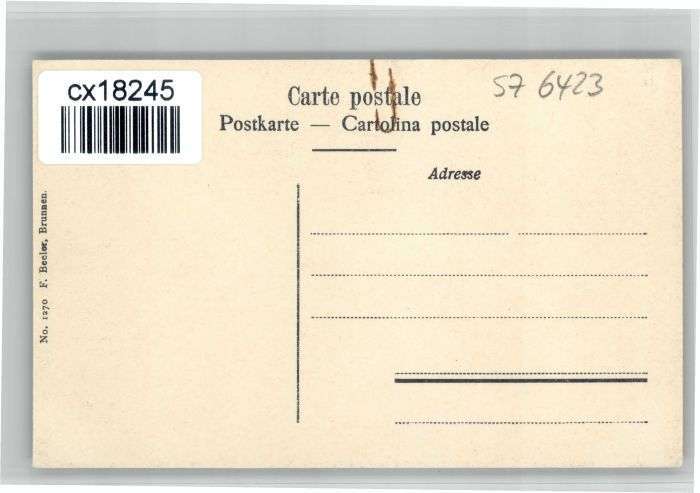 cx18245
57 6423
Carte postale
Postkarte — Cartolina postale
Adresse
No. 1270 F. Beeler, Brunnen.